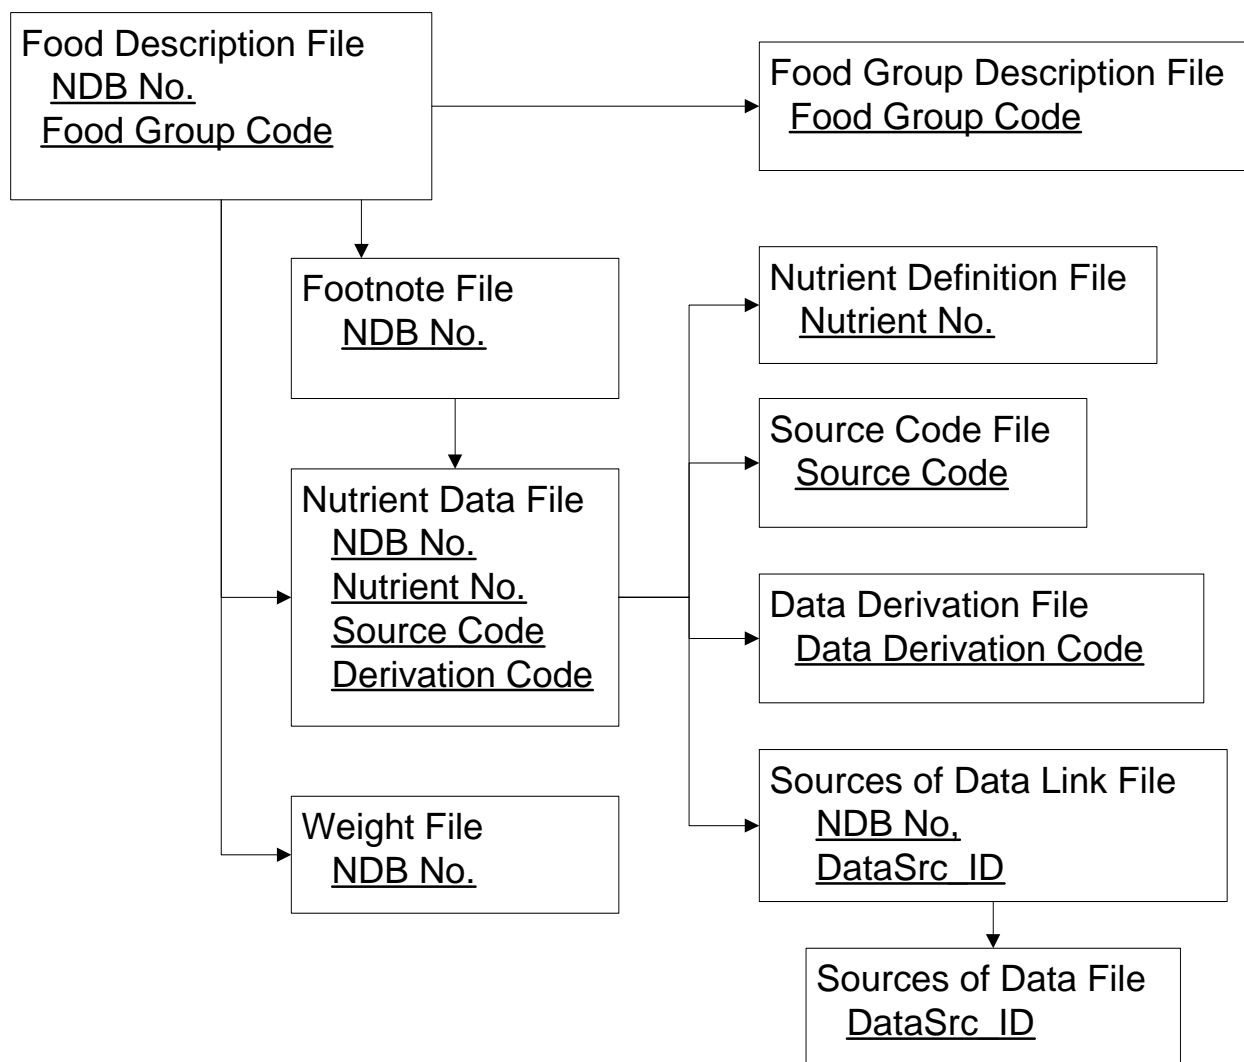 Food Description File
NDB No.
Food Group Code
Food Group Description File
Food Group Code
Footnote File
NDB No.
Nutrient Definition File
Nutrient No.
Source Code File
Source Code
Nutrient Data File
NDB No.
Nutrient No.
Source Code
Derivation Code
Data Derivation File
Data Derivation Code
Weight File
NDB No.
Sources of Data Link File
NDB No,
DataSrc_ID
Sources of Data File
DataSrc_ID